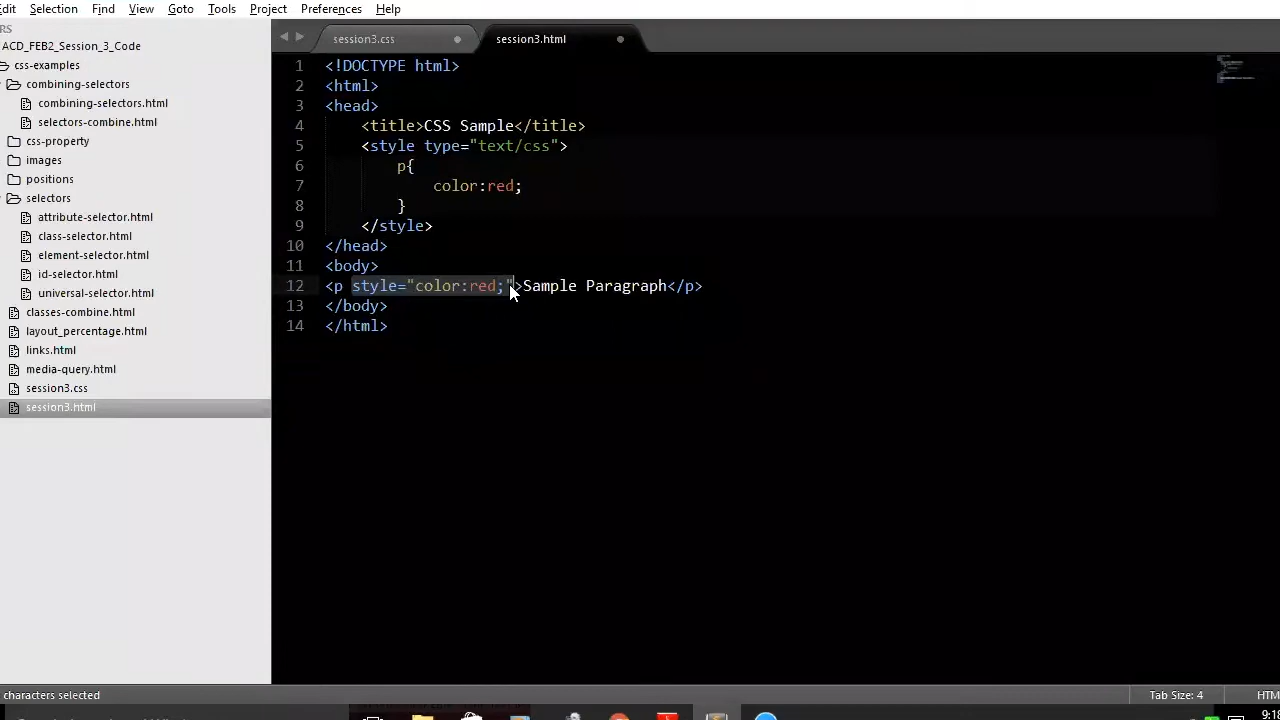 Edit Selection Find View Goto Tools Project Preferences Help
RS
ACD_FEB2_Session_3_Code
css-examples
combining-selectors
combining-selectors.html
selectors-combine.html
css-property
images
positions
selectors
attribute-selector.html
class-selector.html
element-selector.html
id-selector.html
universal-selector.html
classes-combine.html
layout_percentage.html
links.html
media-query.html
session3.css
session3.html
session3.css session3.html
1 <!DOCTYPE html>
2 <html>
3 <head>
4 <title>CSS Sample</title>
5 <style type="text/css">
6 p{
7 color:red;
8 }
9 </style>
10 </head>
11 <body>
12 <p style="color:red;">Sample Paragraph</p>
13 </body>
14 </html>
characters selected Tab Size: 4 HTM
9:18